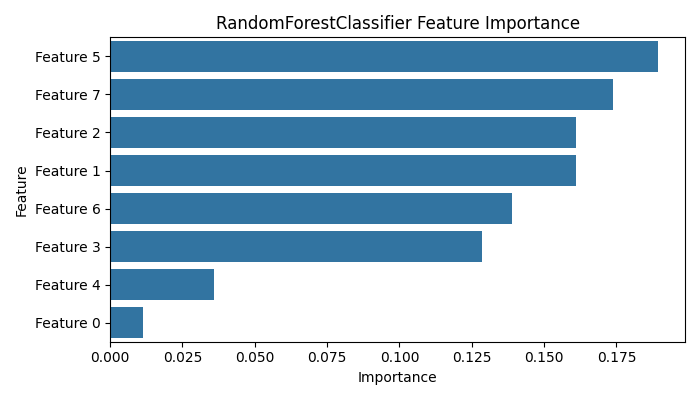 RandomForestClassifier Feature Importance
Feature
Feature 5
Feature 7
Feature 2
Feature 1
Feature 6
Feature 3
Feature 4
Feature 0
0.000 0.025 0.050 0.075 0.100 0.125 0.150 0.175
Importance